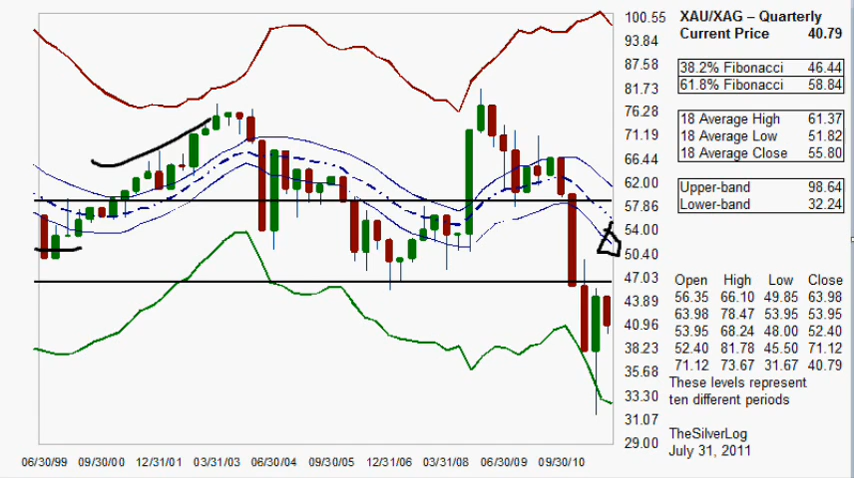 100.55
93.84
87.58
81.73
76.28
71.19
66.44
62.00
57.86
54.00
50.40
47.03
43.89
40.96
38.23
35.68
33.30
31.07
29.00
06/30/99 09/30/00 12/31/01 03/31/03 06/30/04 09/30/05 12/31/06 03/31/08 06/30/09 09/30/10
XAU/XAG – Quarterly
Current Price 40.79
38.2% Fibonacci 46.44
61.8% Fibonacci 58.84
18 Average High 61.37
18 Average Low 51.82
18 Average Close 55.80
Upper-band 98.64
Lower-band 32.24
Open High Low Close
56.35 66.10 49.85 63.98
63.98 78.47 53.95 53.95
53.95 68.24 48.00 52.40
52.40 81.78 45.50 71.12
71.12 73.67 31.67 40.79
These levels represent
ten different periods
TheSilverLog
July 31, 2011